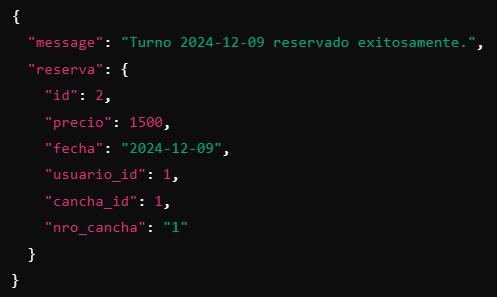 {
  "message": "Turno 2024-12-09 reservado exitosamente.",
  "reserva": {
    "id": 2,
    "precio": 1500,
    "fecha": "2024-12-09",
    "usuario_id": 1,
    "cancha_id": 1,
    "nro_cancha": "1"
  }
}